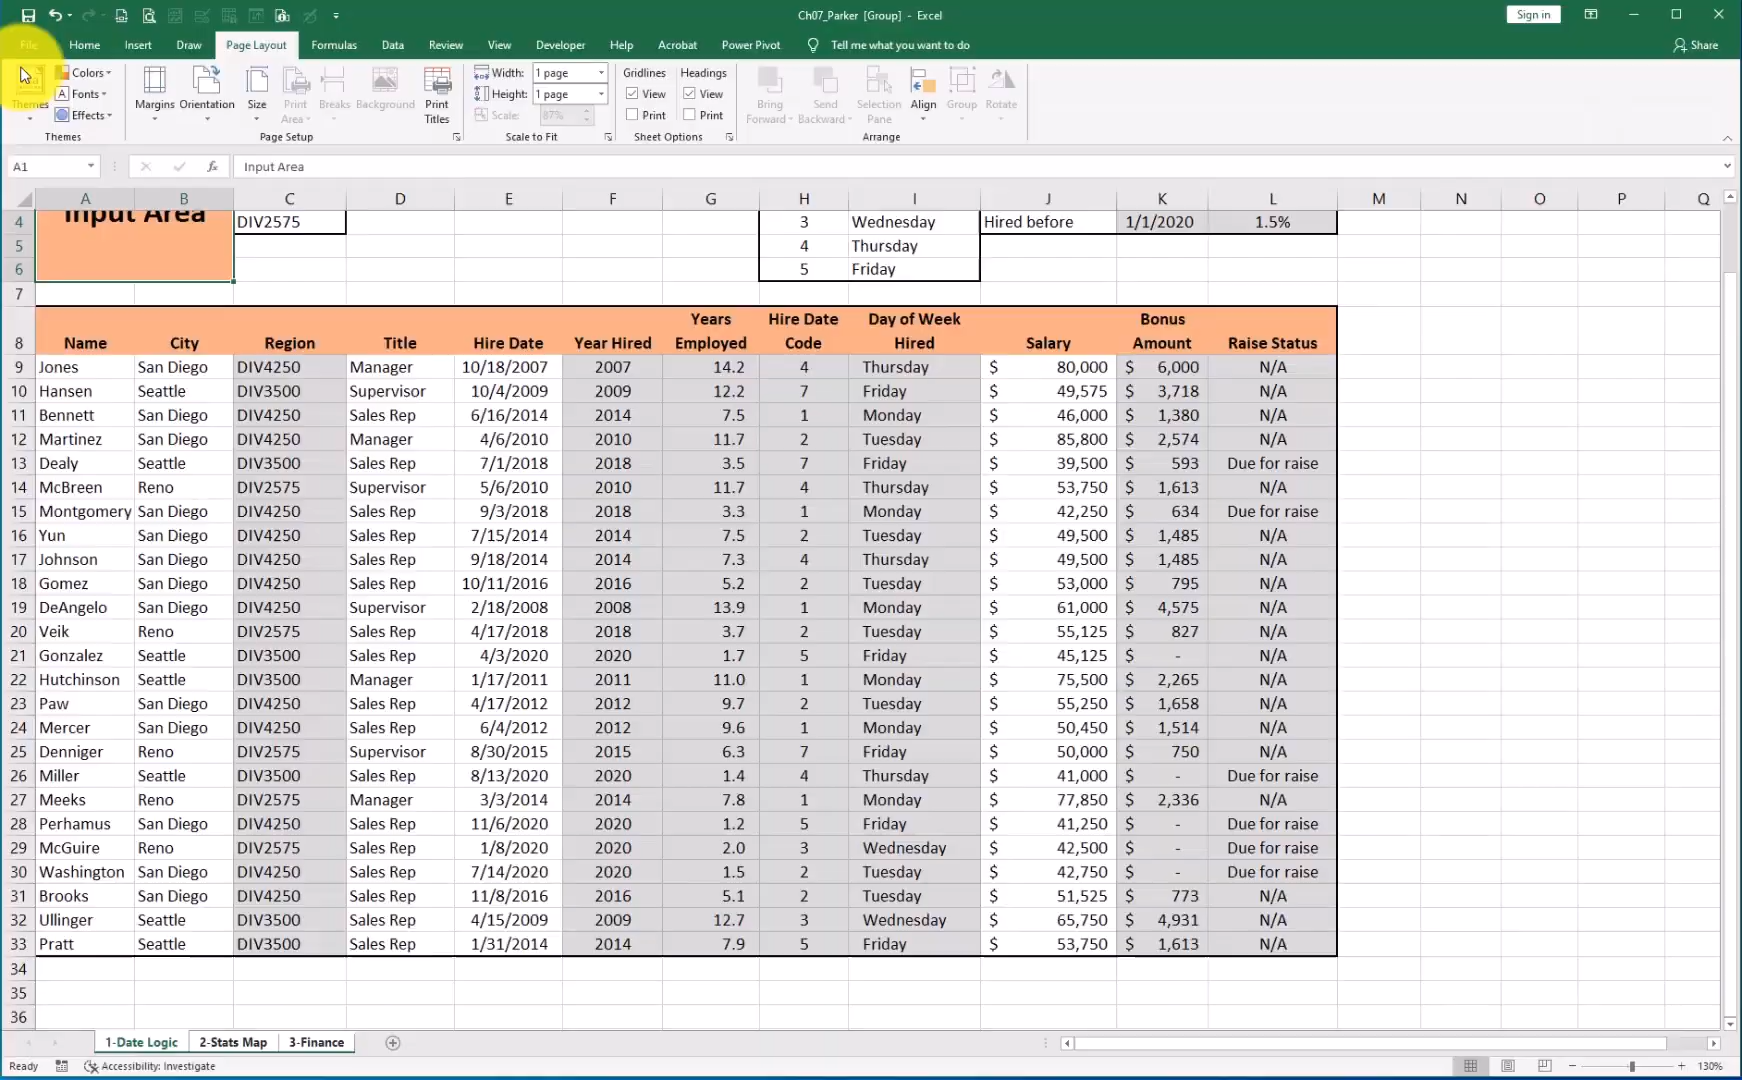 Ch07_Parker [Group] - Excel
Sign in
File Home Insert Draw Page Layout Formulas Data Review View Developer Help Acrobat Power Pivot Tell me what you want to do Share
Themes Colors Fonts Effects
Margins Orientation Size Print Area Breaks Background Print Titles
Width: 1 page
Height: 1 page
Scale: 87%
Gridlines Headings
View View
Print Print
Bring Forward Send Backward Selection Pane Align Group Rotate
Themes Page Setup Scale to Fit Sheet Options Arrange
A1 fx Input Area
A B C D E F G H I J K L M N O P Q
Input Area
4 DIV2575 3 Wednesday Hired before 1/1/2020 1.5%
5 4 Thursday
6 5 Friday
7
8 Name City Region Title Hire Date Year Hired Years Employed Hire Date Code Day of Week Hired Salary Bonus Amount Raise Status
9 Jones San Diego DIV4250 Manager 10/18/2007 2007 14.2 4 Thursday $ 80,000 $ 6,000 N/A
10 Hansen Seattle DIV3500 Supervisor 10/4/2009 2009 12.2 7 Friday $ 49,575 $ 3,718 N/A
11 Bennett San Diego DIV4250 Sales Rep 6/16/2014 2014 7.5 1 Monday $ 46,000 $ 1,380 N/A
12 Martinez San Diego DIV4250 Manager 4/6/2010 2010 11.7 2 Tuesday $ 85,800 $ 2,574 N/A
13 Dealy Seattle DIV3500 Sales Rep 7/1/2018 2018 3.5 7 Friday $ 39,500 $ 593 Due for raise
14 McBreen Reno DIV2575 Supervisor 5/6/2010 2010 11.7 4 Thursday $ 53,750 $ 1,613 N/A
15 Montgomery San Diego DIV4250 Sales Rep 9/3/2018 2018 3.3 1 Monday $ 42,250 $ 634 Due for raise
16 Yun San Diego DIV4250 Sales Rep 7/15/2014 2014 7.5 2 Tuesday $ 49,500 $ 1,485 N/A
17 Johnson San Diego DIV4250 Sales Rep 9/18/2014 2014 7.3 4 Thursday $ 49,500 $ 1,485 N/A
18 Gomez San Diego DIV4250 Sales Rep 10/11/2016 2016 5.2 2 Tuesday $ 53,000 $ 795 N/A
19 DeAngelo San Diego DIV4250 Supervisor 2/18/2008 2008 13.9 1 Monday $ 61,000 $ 4,575 N/A
20 Veik Reno DIV2575 Sales Rep 4/17/2018 2018 3.7 2 Tuesday $ 55,125 $ 827 N/A
21 Gonzalez Seattle DIV3500 Sales Rep 4/3/2020 2020 1.7 5 Friday $ 45,125 $ - N/A
22 Hutchinson Seattle DIV3500 Manager 1/17/2011 2011 11.0 1 Monday $ 75,500 $ 2,265 N/A
23 Paw San Diego DIV4250 Sales Rep 4/17/2012 2012 9.7 2 Tuesday $ 55,250 $ 1,658 N/A
24 Mercer San Diego DIV4250 Sales Rep 6/4/2012 2012 9.6 1 Monday $ 50,450 $ 1,514 N/A
25 Denniger Reno DIV2575 Supervisor 8/30/2015 2015 6.3 7 Friday $ 50,000 $ 750 N/A
26 Miller Seattle DIV3500 Sales Rep 8/13/2020 2020 1.4 4 Thursday $ 41,000 $ - Due for raise
27 Meeks Reno DIV2575 Manager 3/3/2014 2014 7.8 1 Monday $ 77,850 $ 2,336 N/A
28 Perhamus San Diego DIV4250 Sales Rep 11/6/2020 2020 1.2 5 Friday $ 41,250 $ - Due for raise
29 McGuire Reno DIV2575 Sales Rep 1/8/2020 2020 2.0 3 Wednesday $ 42,500 $ - Due for raise
30 Washington San Diego DIV4250 Sales Rep 7/14/2020 2020 1.5 2 Tuesday $ 42,750 $ - Due for raise
31 Brooks San Diego DIV4250 Sales Rep 11/8/2016 2016 5.1 2 Tuesday $ 51,525 $ 773 N/A
32 Ullinger Seattle DIV3500 Sales Rep 4/15/2009 2009 12.7 3 Wednesday $ 65,750 $ 4,931 N/A
33 Pratt Seattle DIV3500 Sales Rep 1/31/2014 2014 7.9 5 Friday $ 53,750 $ 1,613 N/A
34
35
36
1-Date Logic 2-Stats Map 3-Finance
Ready Accessibility: Investigate 130%